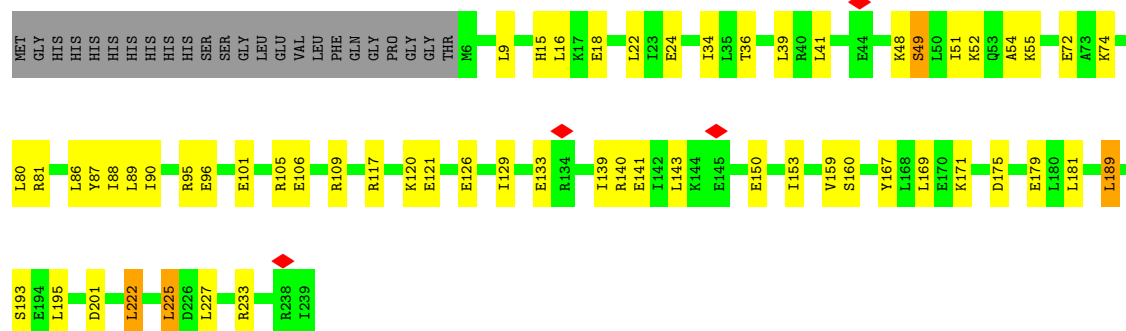 MET GLY HIS HIS HIS HIS HIS HIS HIS HIS SER SER GLY LEU GLU VAL LEU PHE GLN GLY PRO GLY GLY THR M6 L9 H15 L16 K17 E18 L22 I23 E24 I34 L35 T36 L39 R40 L41 E44 K48 S49 L50 I51 K52 Q53 A54 K55 E72 A73 K74
L80 R81 L86 Y87 I88 L89 I90 R95 E96 E101 R105 E106 R109 R117 K120 E121 E126 I129 E133 R134 I139 R140 E141 I142 L143 K144 E145 E150 I153 V159 S160 Y167 L168 L169 E170 K171 D175 E179 L180 L181 L189
S193 E194 L195 D201 L222 L225 D226 L227 R233 R238 I239